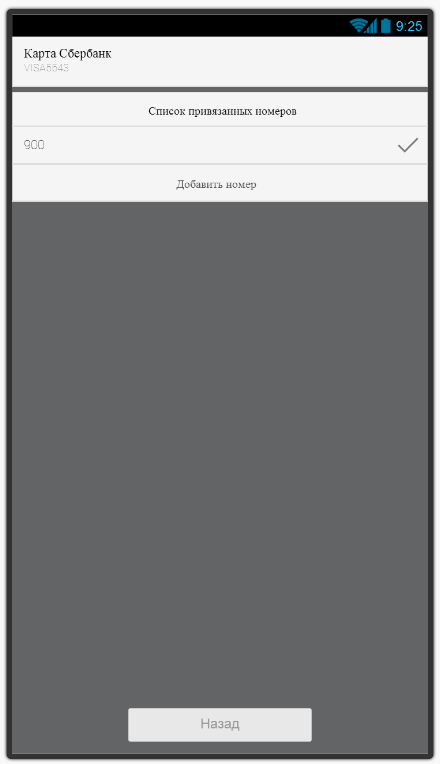 9:25
Карта Сбербанк
VISA5543
Список привязанных номеров
900
Добавить номер
Назад